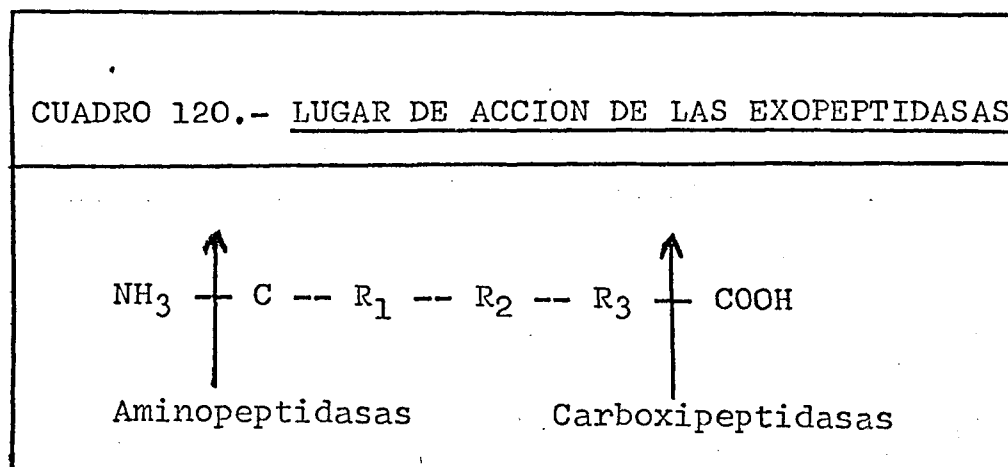 CUADRO 120.- LUGAR DE ACCION DE LAS EXOPEPTIDASAS
NH3 -- C -- R1 -- R2 -- R3 -- COOH
Aminopeptidasas Carboxipeptidasas